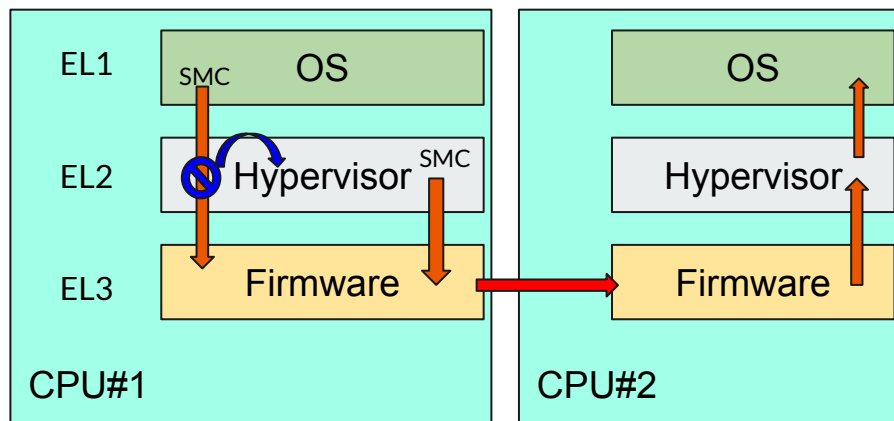 EL1
SMC
OS
OS
EL2
Hypervisor
SMC
Hypervisor
EL3
Firmware
Firmware
CPU#1
CPU#2